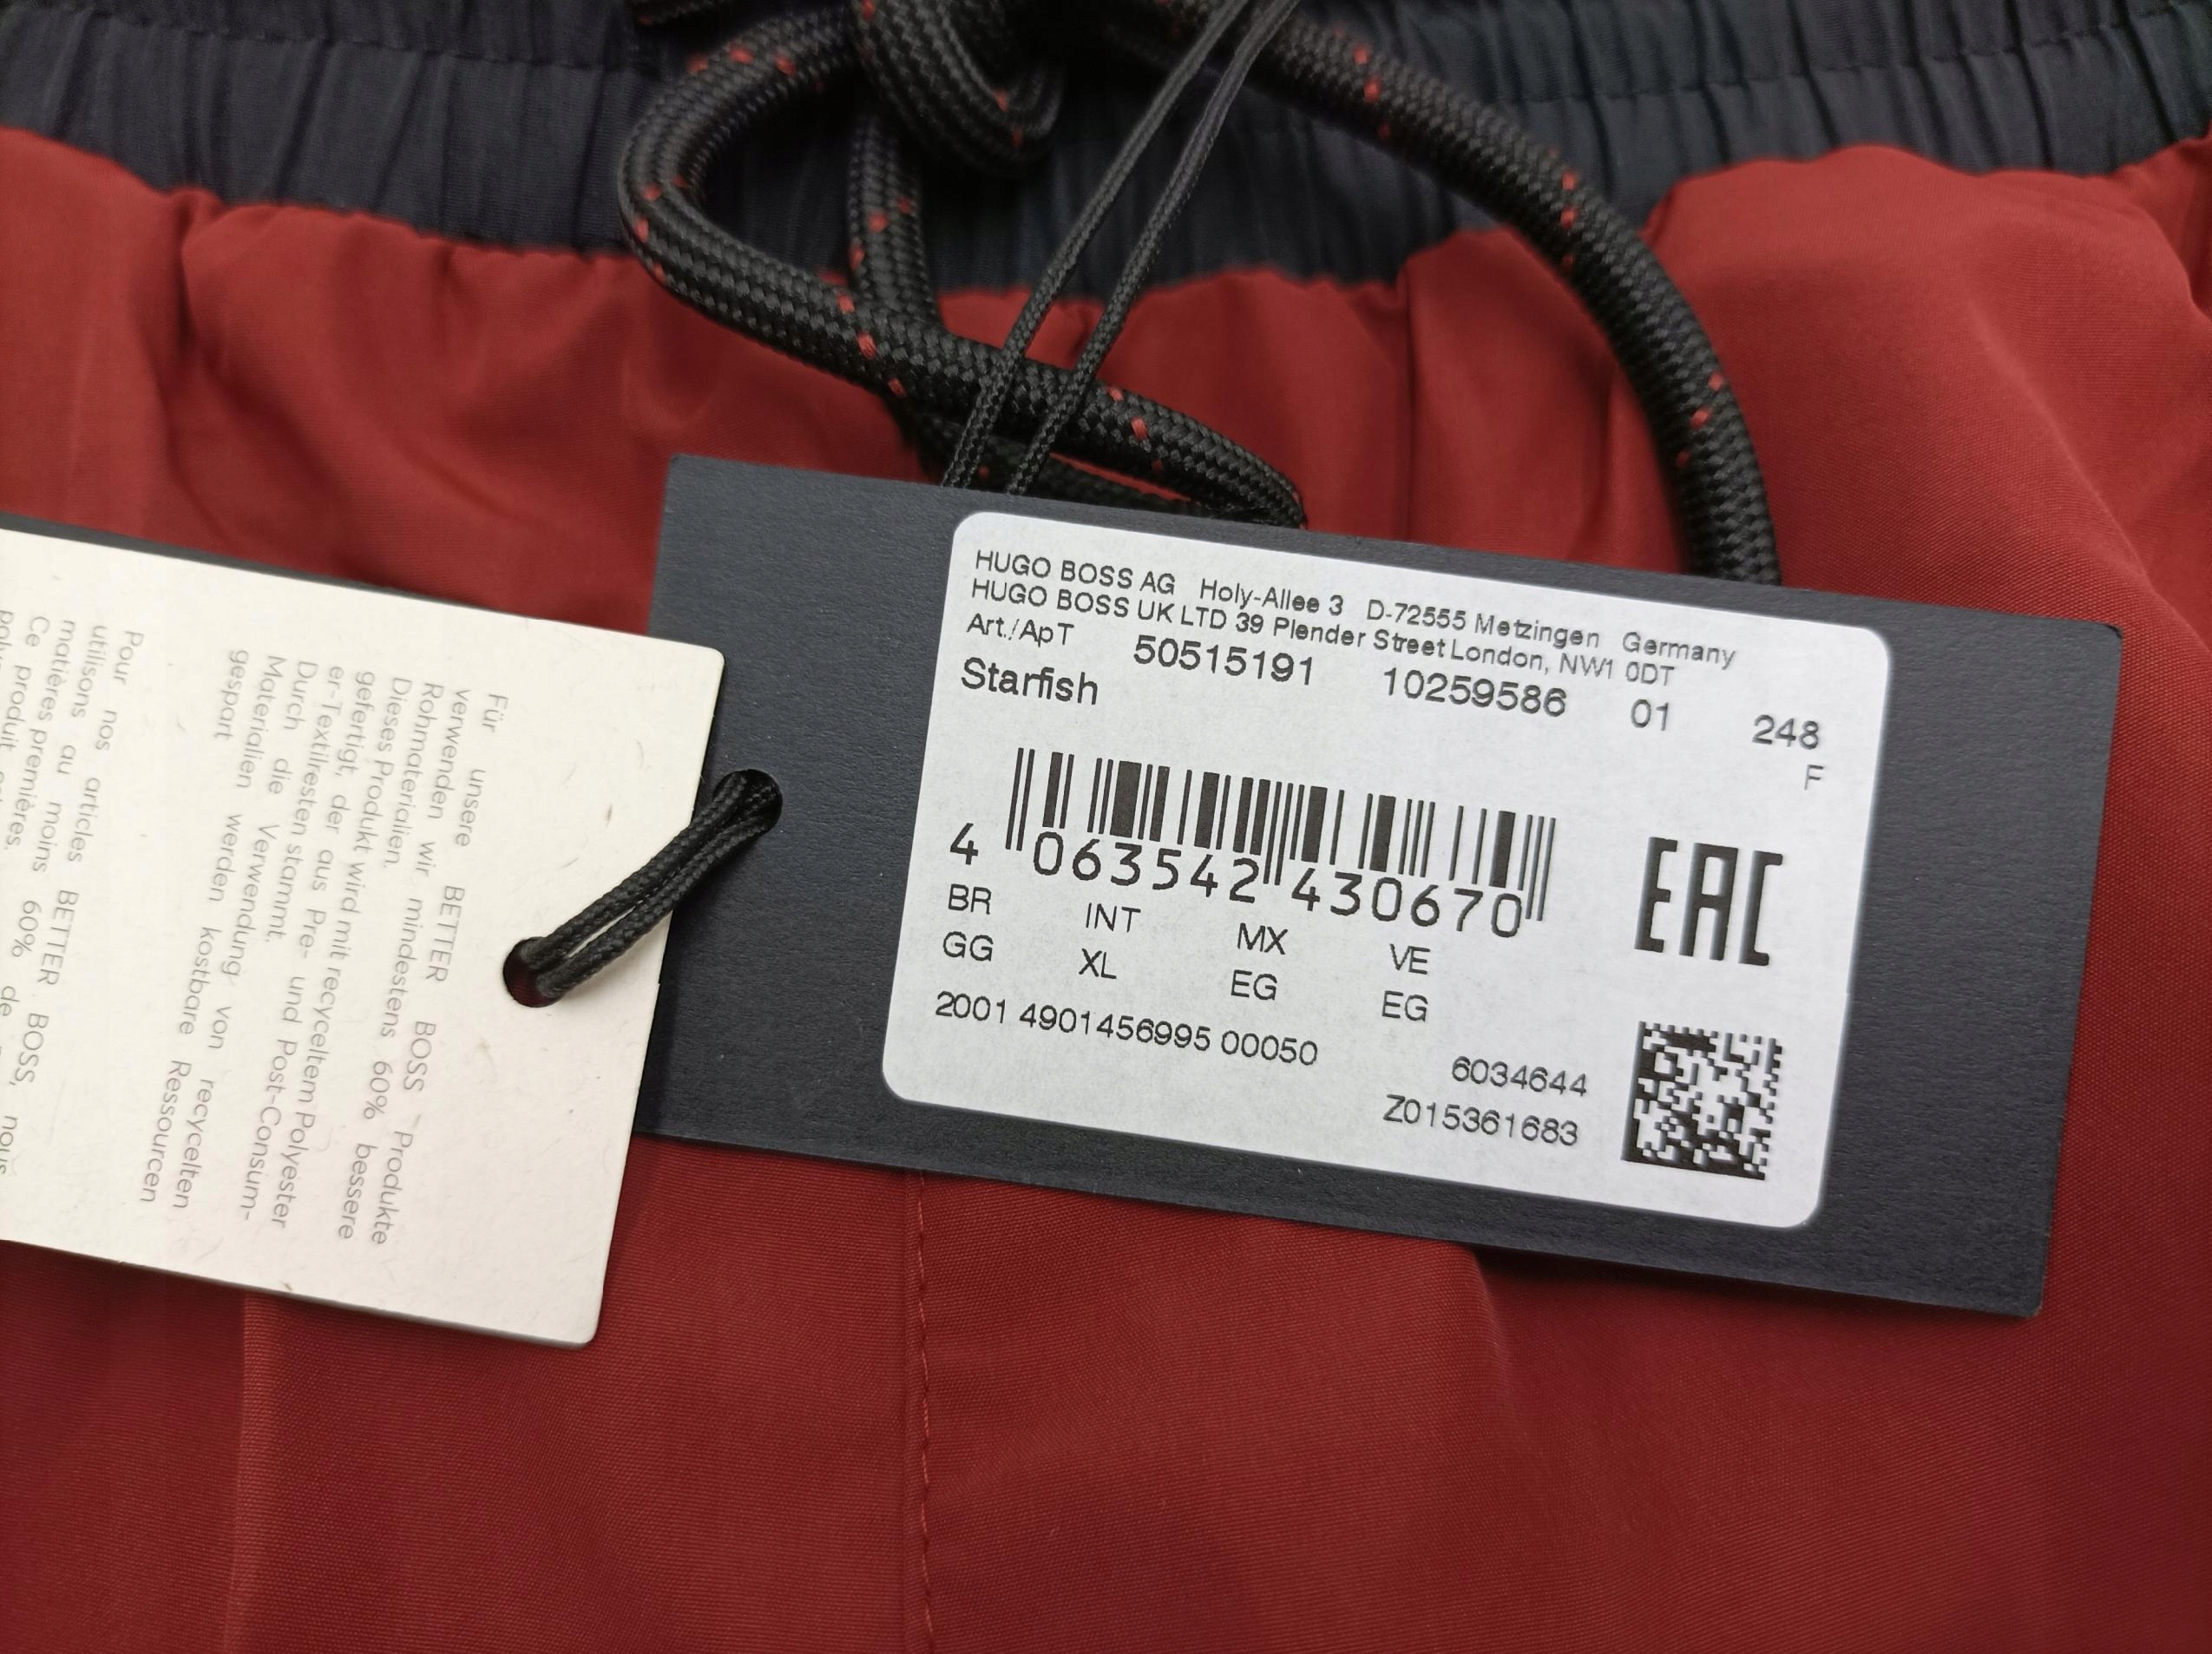 HUGO BOSS AG Holy-Allee 3 D-72555 Metzingen Germany
HUGO BOSS UK LTD 39 Plender Street London, NW1 0DT
Art./Apт 50515191 10259586 01 248
Starfish F
4 063542 430670
EAC
BR INT MX VE
GG XL EG EG
2001 4901456995 00050
6034644
Z015361683
Für unsere BETTER BOSS Produkte
verwenden wir mindestens 60% bessere
Rohmaterialien.
Dieses Produkt wird mit recyceltem Polyester
gefertigt, der aus Pre- und Post-Consum-
er-Textilresten stammt.
Durch die Verwendung von recycelten
Materialien werden kostbare Ressourcen
gespart
Pour nos articles BETTER BOSS, nous
utilisons au moins 60% de
matières premières
Ce produit